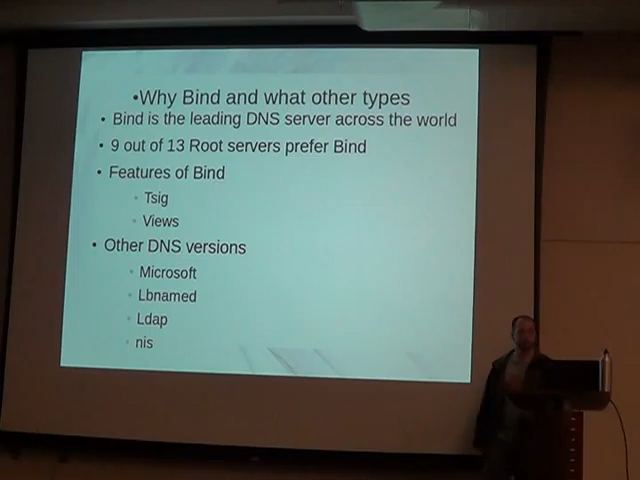 •Why Bind and what other types
• Bind is the leading DNS server across the world
• 9 out of 13 Root servers prefer Bind
• Features of Bind
• Tsig
• Views
• Other DNS versions
• Microsoft
• Lbnamed
• Ldap
• nis